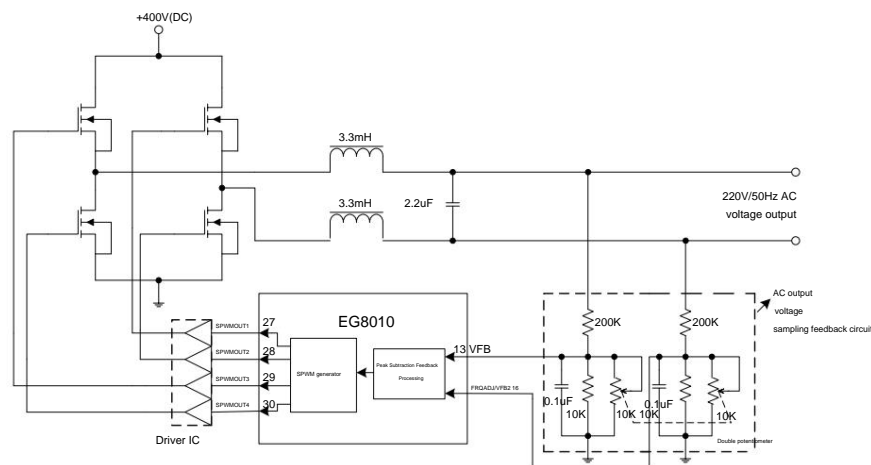 +400V(DC)
3.3mH
3.3mH
2.2uF
220V/50Hz AC
voltage output
AC output
voltage
sampling feedback circuit
200K
200K
EG8010
SPWMOUT1
27
SPWMOUT2
28
SPWMOUT3
29
SPWMOUT4
30
SPWM generator
Peak Subtraction Feedback
Processing
13 VFB
FRQADJ/VFB2 16
0.1uF
10K
10K
0.1uF
10K
10K
Double potentiometer
Driver IC